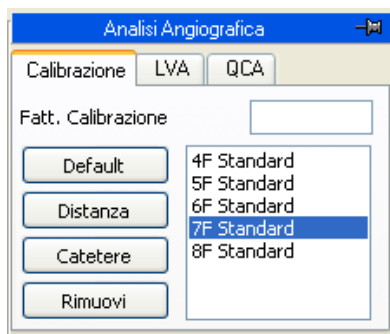 Analisi Angiografica
Calibrazione LVA QCA
Fatt. Calibrazione
Default
Distanza
Catetere
Rimuovi
4F Standard
5F Standard
6F Standard
7F Standard
8F Standard